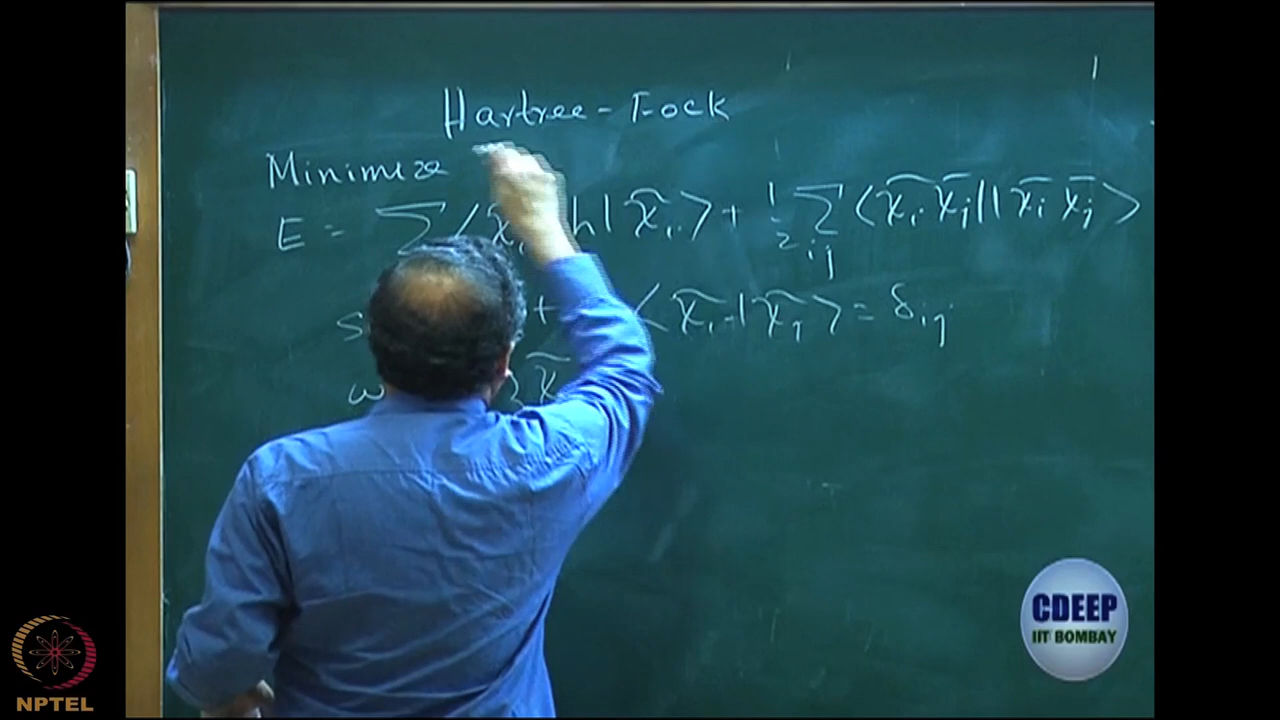 Hartree-Fock
Minimize
E = ∑ ⟨ χ̃ᵢ |h| χ̃ᵢ ⟩ + 1/2 ∑ᵢⱼ ⟨ χ̃ᵢ χ̃ⱼ || χ̃ᵢ χ̃ⱼ ⟩
⟨ χ̃ᵢ | χ̃ⱼ ⟩ = δᵢⱼ
{ χ̃
CDEEP
IIT BOMBAY
NPTEL